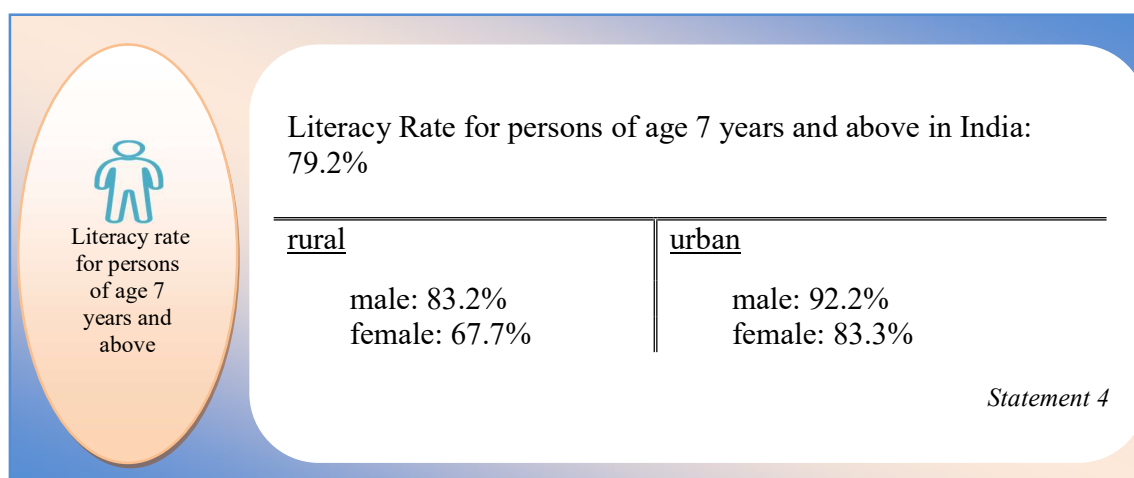 Literacy rate
for persons
of age 7
years and
above
Literacy Rate for persons of age 7 years and above in India:
79.2%
rural
male: 83.2%
female: 67.7%
urban
male: 92.2%
female: 83.3%
Statement 4